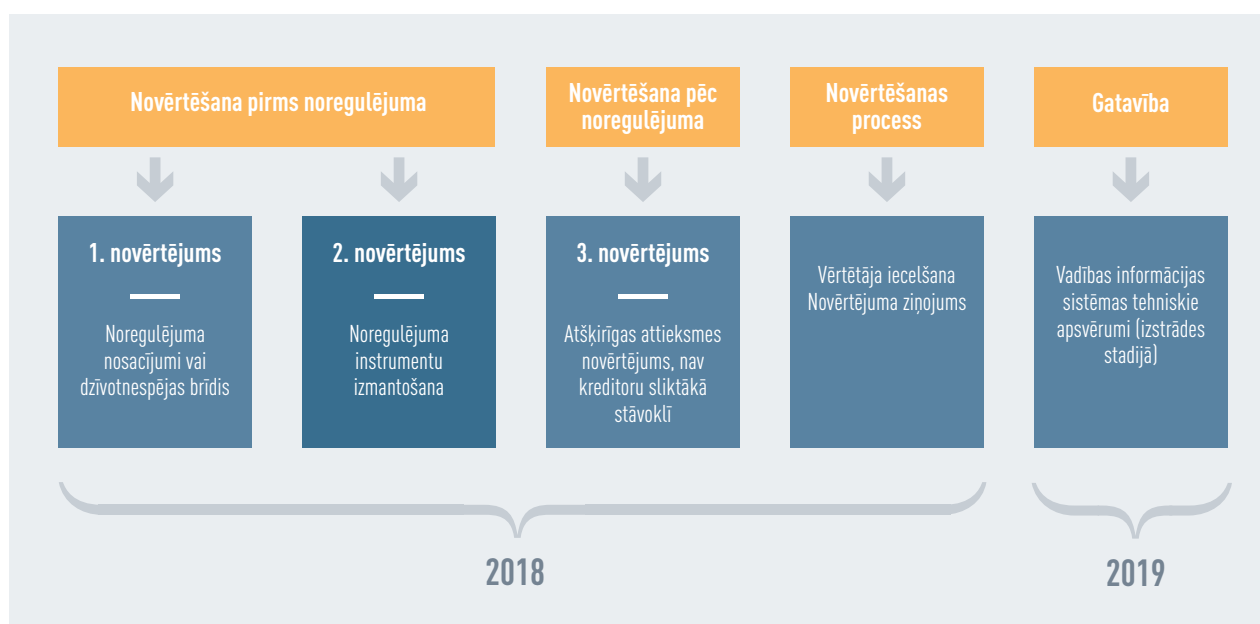 Novērtēšana pirms noregulējuma
Novērtēšana pēc
noregulējuma
Novērtēšanas
process
Gatavība
1. novērtējums
Noregulējuma
nosacījumi vai
dzīvotnespējas brīdis
2. novērtējums
Noregulējuma
instrumentu
izmantošana
3. novērtējums
Atšķirīgas attieksmes
novērtējums, nav
kreditoru sliktākā
stāvoklī
Vērtētāja iecelšana
Novērtējuma ziņojums
Vadības informācijas
sistēmas tehniskie
apsvērumi (izstrādes
stadijā)
2018
2019